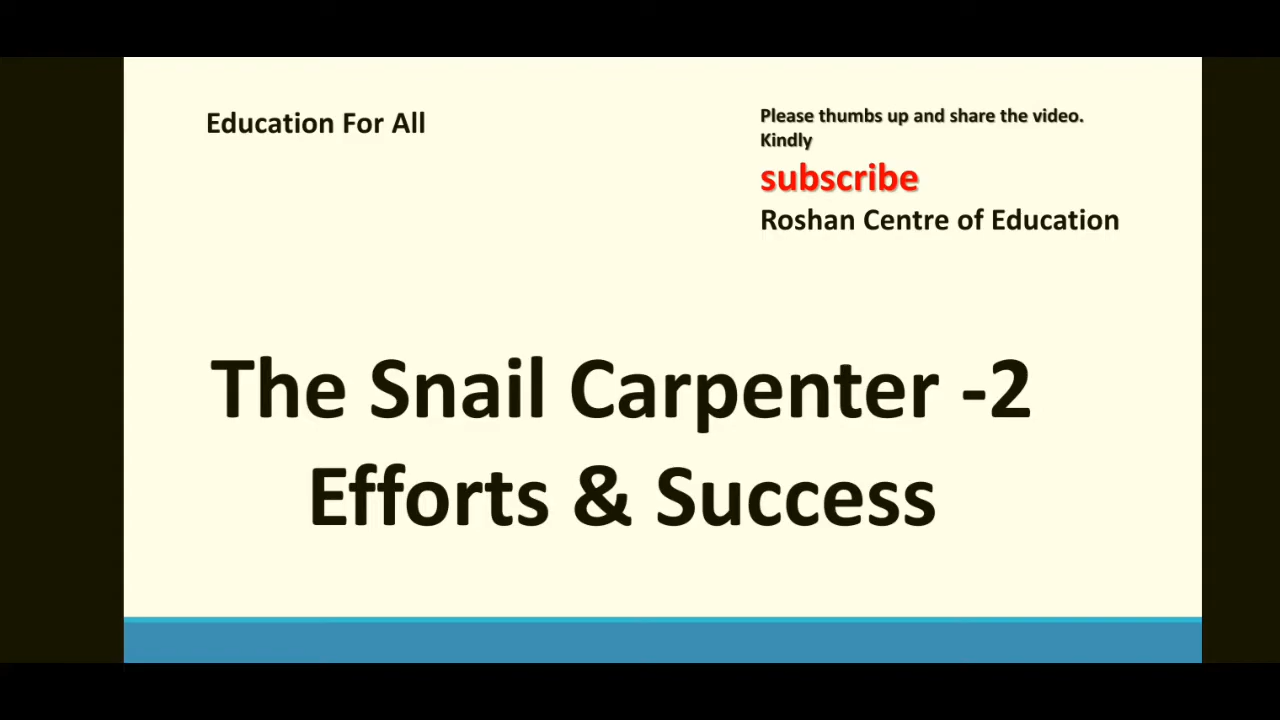 Education For All
Please thumbs up and share the video.
Kindly
subscribe
Roshan Centre of Education
The Snail Carpenter -2
Efforts & Success